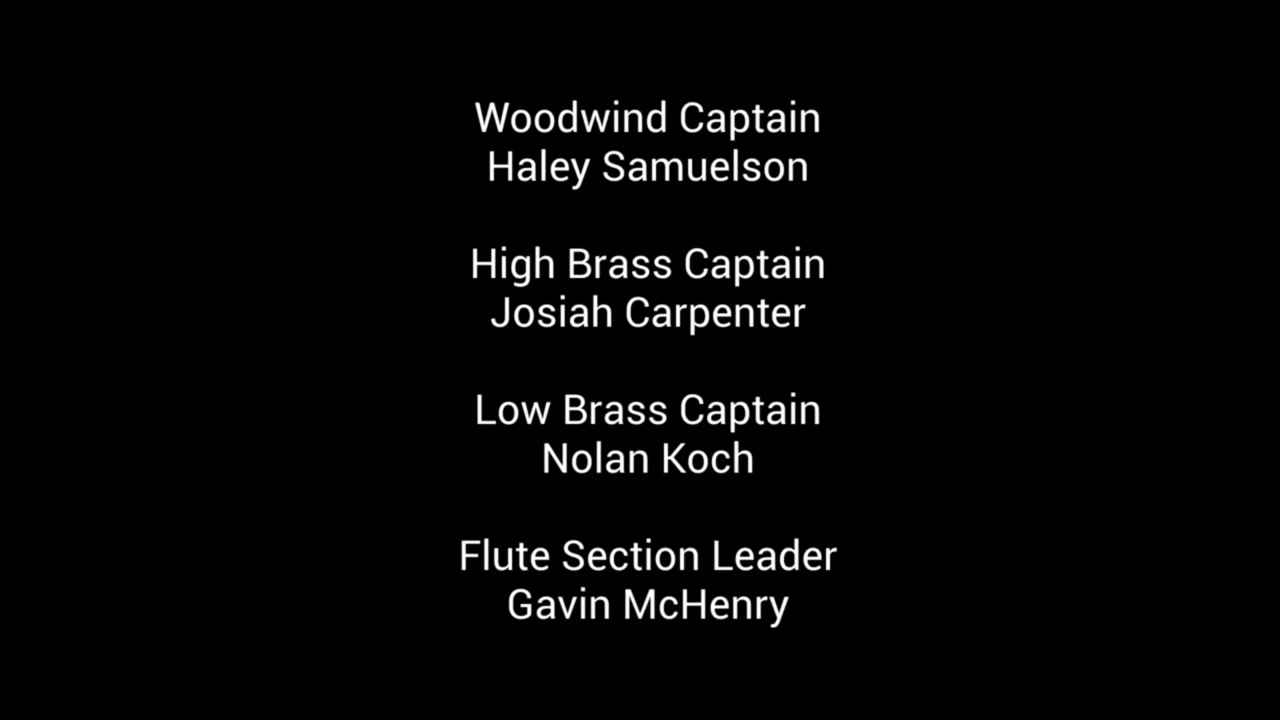 Woodwind Captain
Haley Samuelson
High Brass Captain
Josiah Carpenter
Low Brass Captain
Nolan Koch
Flute Section Leader
Gavin McHenry